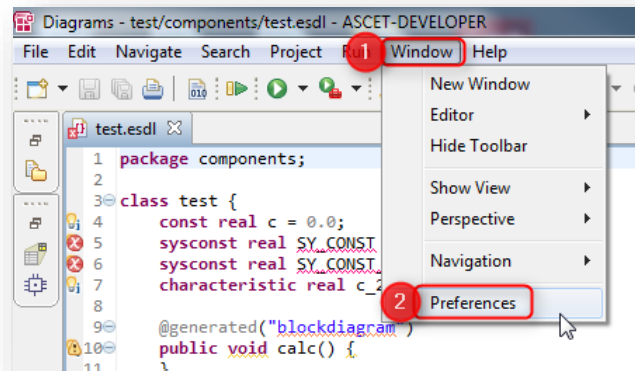 Diagrams - test/components/test.esdl - ASCET-DEVELOPER
File Edit Navigate Search Project 1 Window Help
New Window
Editor
Hide Toolbar
Show View
Perspective
Navigation
2 Preferences
test.esdl
1 package components;
2
3 class test {
4 const real c = 0.0;
5 sysconst real SY_CONST
6 sysconst real SY_CONST
7 characteristic real c_2
8
9 @generated("blockdiagram")
10 public void calc() {
11 }